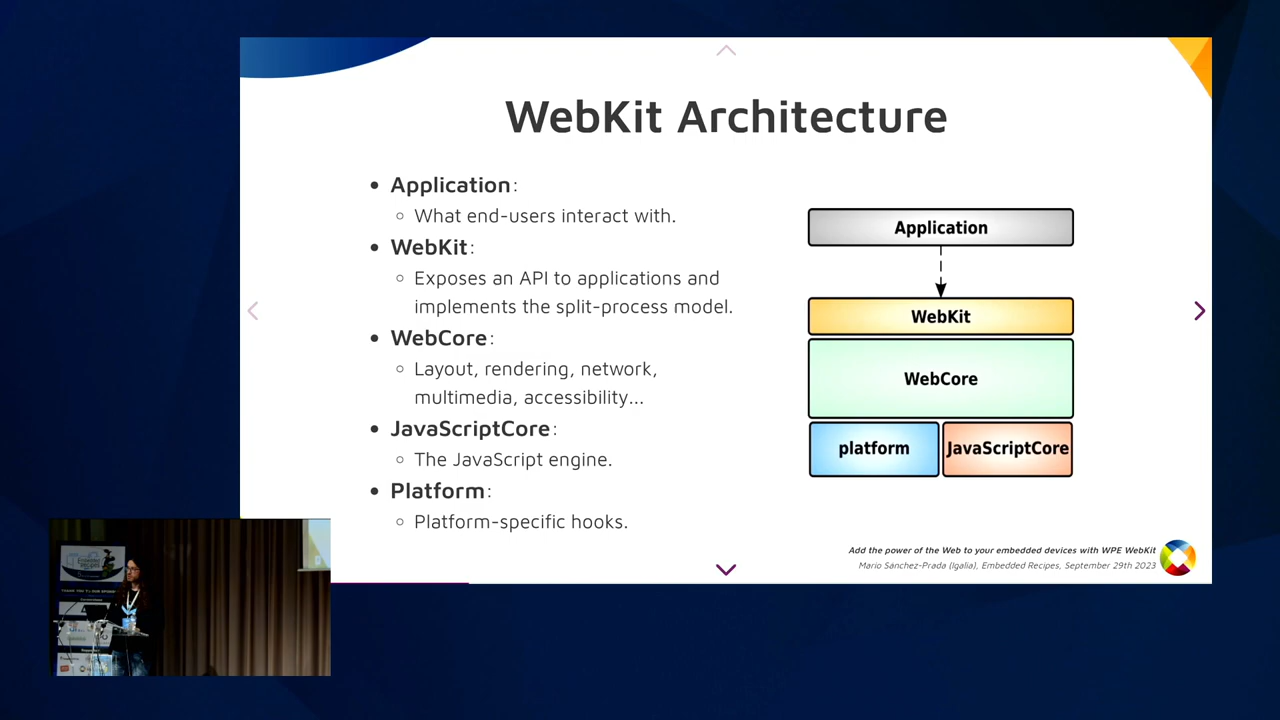 WebKit Architecture
Application:
What end-users interact with.
WebKit:
Exposes an API to applications and
implements the split-process model.
WebCore:
Layout, rendering, network,
multimedia, accessibility...
JavaScriptCore:
The JavaScript engine.
Platform:
Platform-specific hooks.
Application
WebKit
WebCore
platform
JavaScriptCore
Add the power of the Web to your embedded devices with WPE WebKit
Mario Sánchez-Prada (Igalia), Embedded Recipes, September 29th 2023